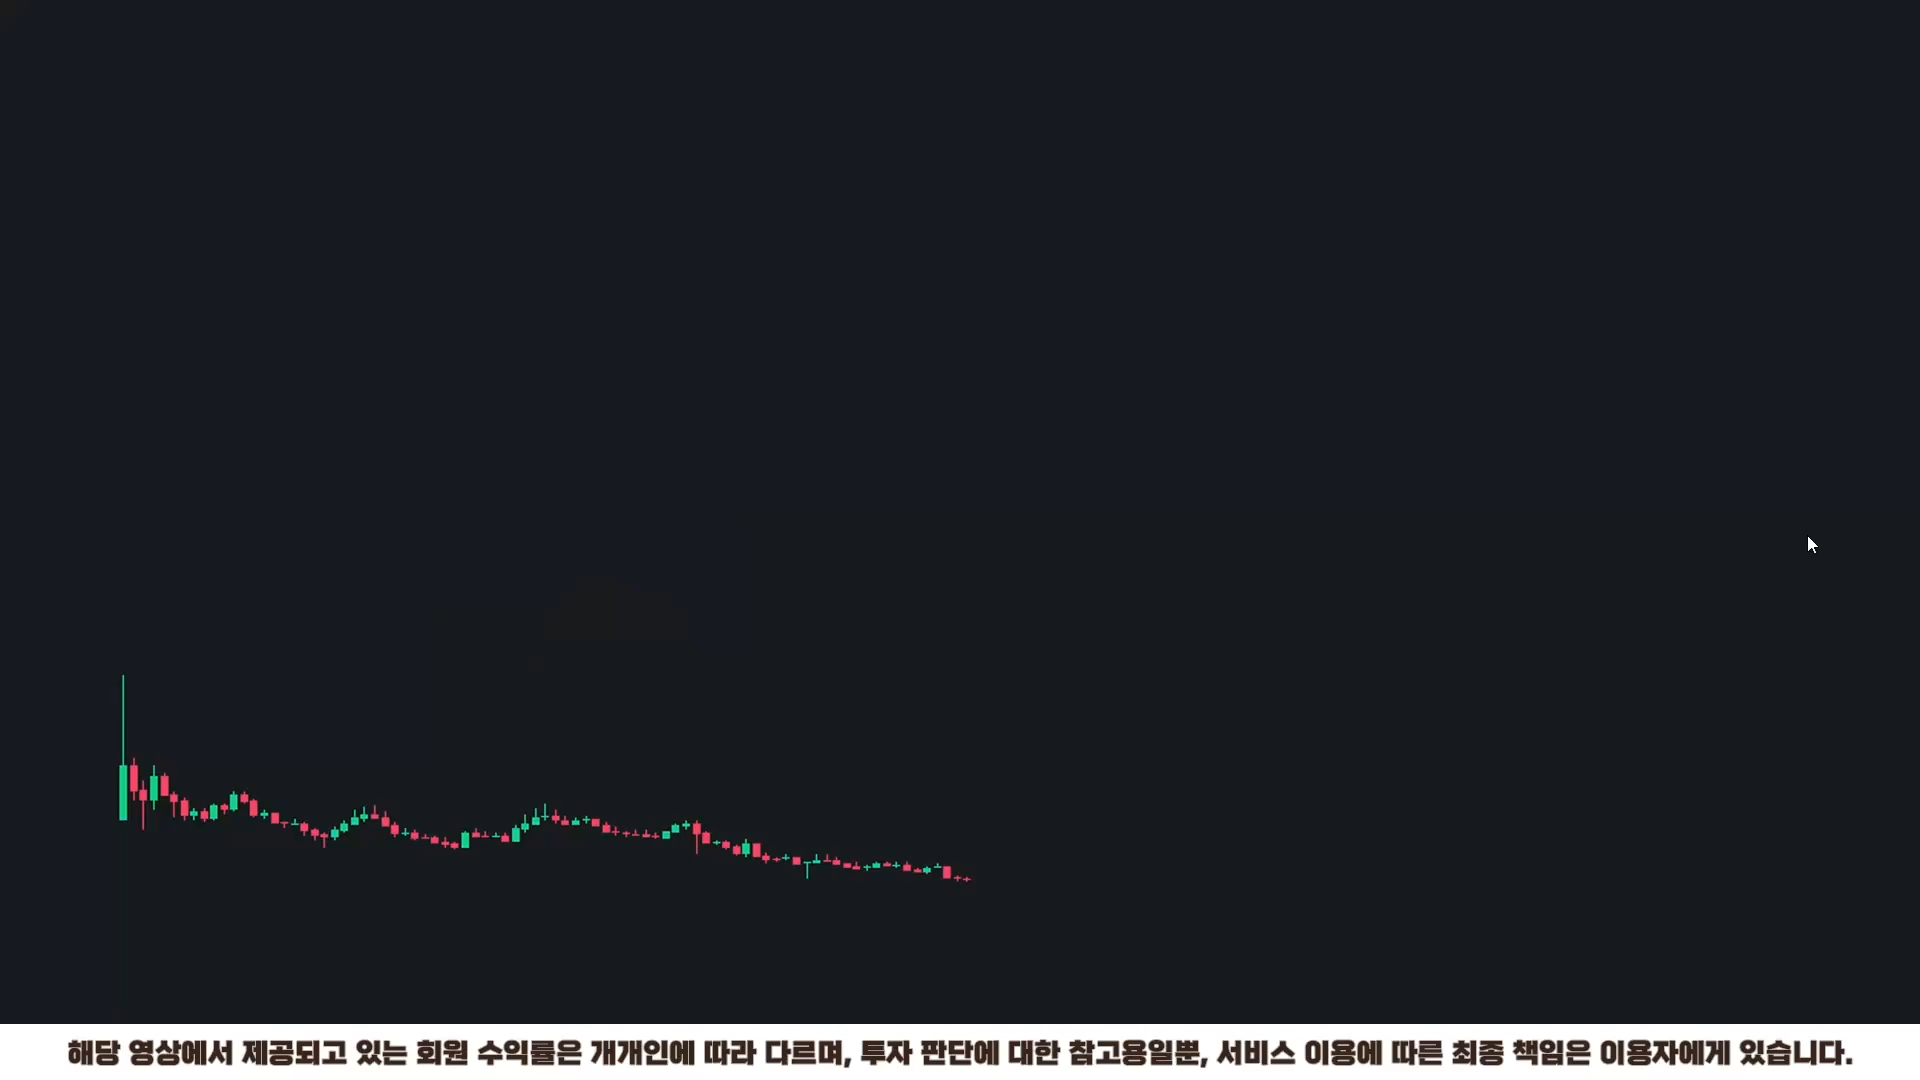 해당 영상에서 제공되고 있는 회원 수익률은 개개인에 따라 다르며, 투자 판단에 대한 참고용일뿐, 서비스 이용에 따른 최종 책임은 이용자에게 있습니다.